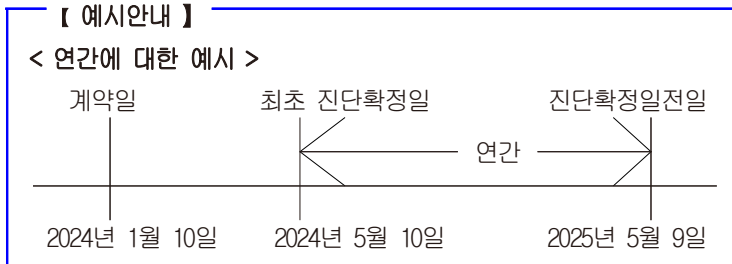 【 예시안내 】
< 연간에 대한 예시 >
계약일 최초 진단확정일 진단확정일전일
연간
2024년 1월 10일 2024년 5월 10일 2025년 5월 9일